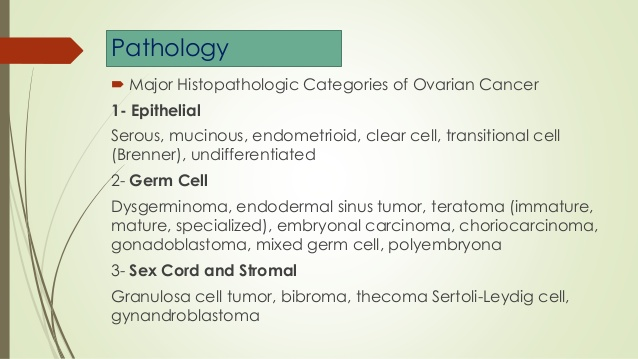 Pathology
Major Histopathologic Categories of Ovarian Cancer
1- Epithelial
Serous, mucinous, endometrioid, clear cell, transitional cell
(Brenner), undifferentiated
2- Germ Cell
Dysgerminoma, endodermal sinus tumor, teratoma (immature,
mature, specialized), embryonal carcinoma, choriocarcinoma,
gonadoblastoma, mixed germ cell, polyembryona
3- Sex Cord and Stromal
Granulosa cell tumor, bibroma, thecoma Sertoli-Leydig cell,
gynandroblastoma